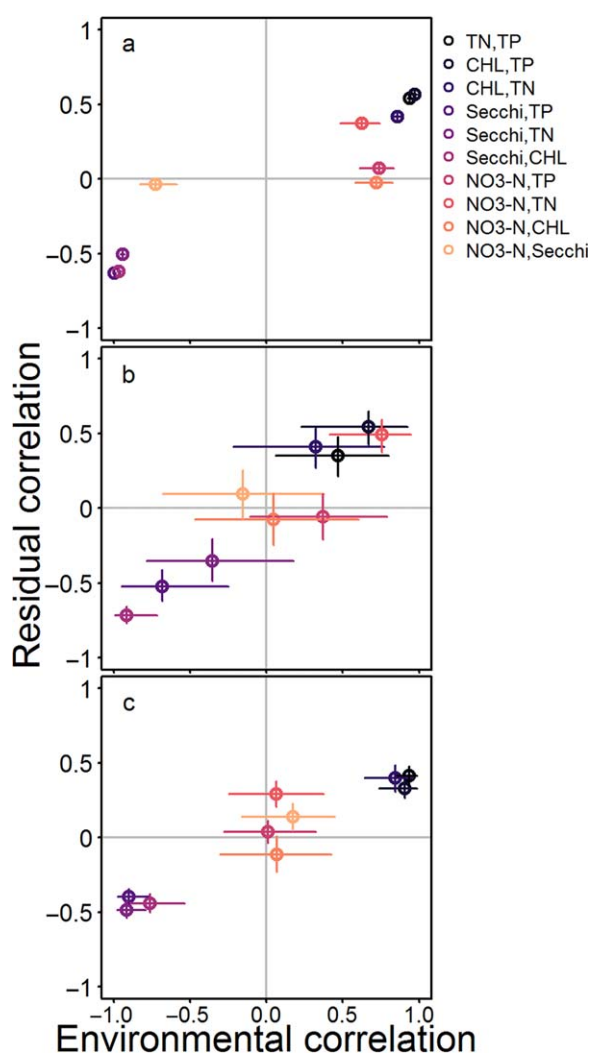 a
1
0.5
0
−0.5
−1
TN,TP
CHL,TP
CHL,TN
Secchi,TP
Secchi,TN
Secchi,CHL
NO3-N,TP
NO3-N,TN
NO3-N,CHL
NO3-N,Secchi
b
1
0.5
0
−0.5
−1
Residual correlation
c
1
0.5
0
−0.5
−1
−1.0 −0.5 0.0 0.5 1.0
Environmental correlation